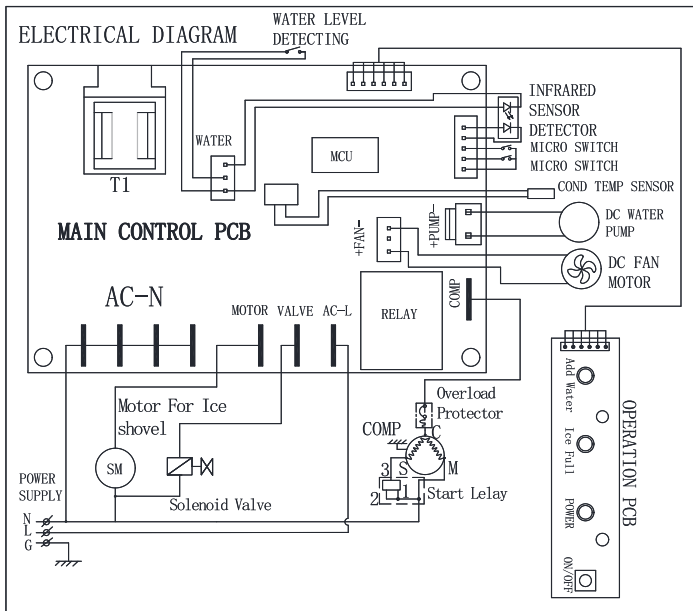 ELECTRICAL DIAGRAM
WATER LEVEL
DETECTING
INFRARED
SENSOR
DETECTOR
MICRO SWITCH
MICRO SWITCH
COND TEMP SENSOR
WATER
MCU
T1
MAIN CONTROL PCB
+FAN-
+PUMP-
DC WATER
PUMP
DC FAN
MOTOR
AC-N
MOTOR
VALVE
AC-L
RELAY
COMP
Motor For Ice
shovel
SM
Solenoid Valve
Overload
Protector
COMP
C
S
M
3
2
1
Start Lelay
POWER
SUPPLY
N
L
G
Add Water
Ice Full
POWER
ON/OFF
OPERATION PCB